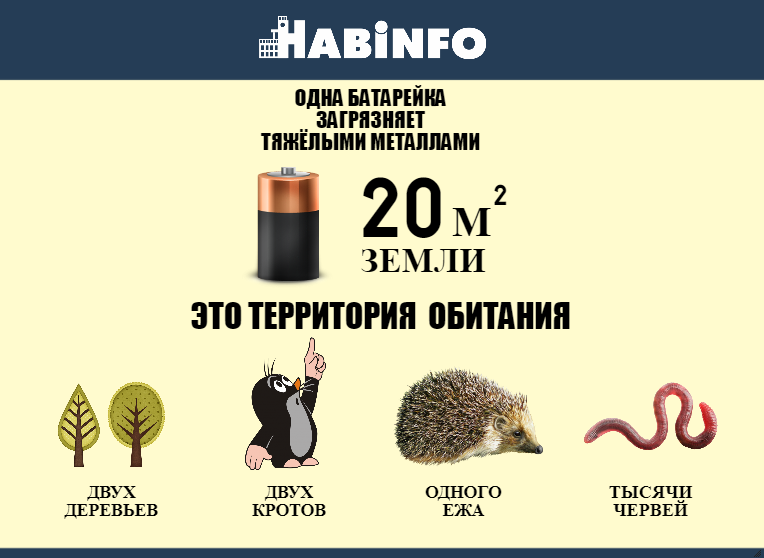 HABINFO
ОДНА БАТАРЕЙКА
ЗАГРЯЗНЯЕТ
ТЯЖЁЛЫМИ МЕТАЛЛАМИ
20 М²
ЗЕМЛИ
ЭТО ТЕРРИТОРИЯ ОБИТАНИЯ
ДВУХ
ДЕРЕВЬЕВ
ДВУХ
КРОТОВ
ОДНОГО
ЕЖА
ТЫСЯЧИ
ЧЕРВЕЙ